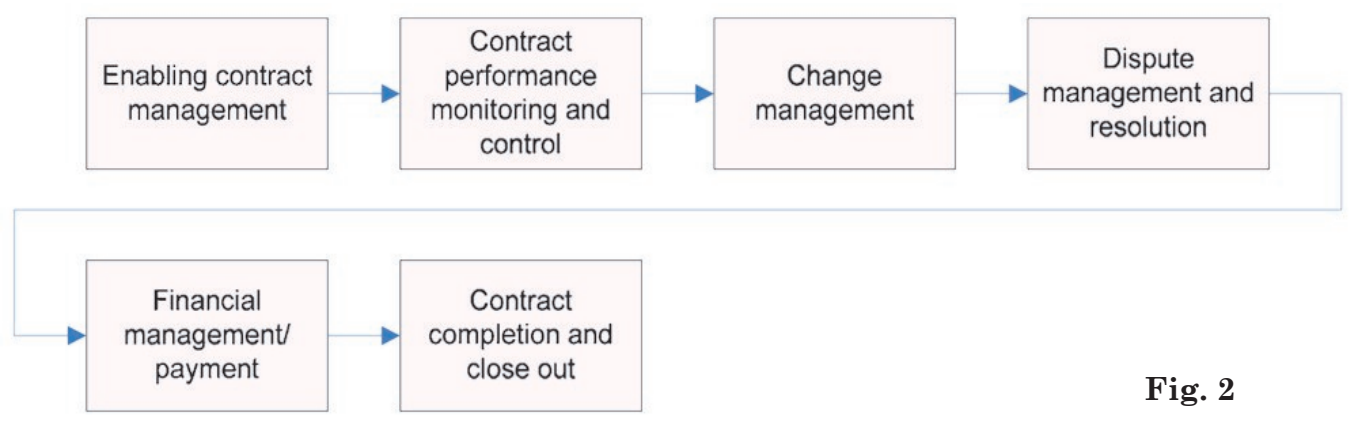 Enabling contract
management
Contract
performance
monitoring and
control
Change
management
Dispute
management and
resolution
Financial
management/
payment
Contract
completion and
close out
Fig. 2